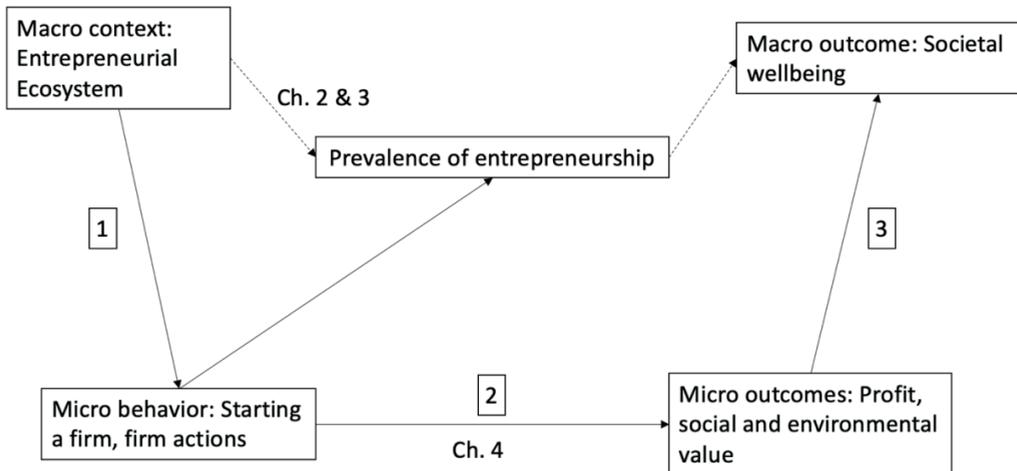 Macro context:
Entrepreneurial
Ecosystem
Macro outcome: Societal
wellbeing
Ch. 2 & 3
Prevalence of entrepreneurship
1
3
Micro behavior: Starting
a firm, firm actions
2
Ch. 4
Micro outcomes: Profit,
social and environmental
value